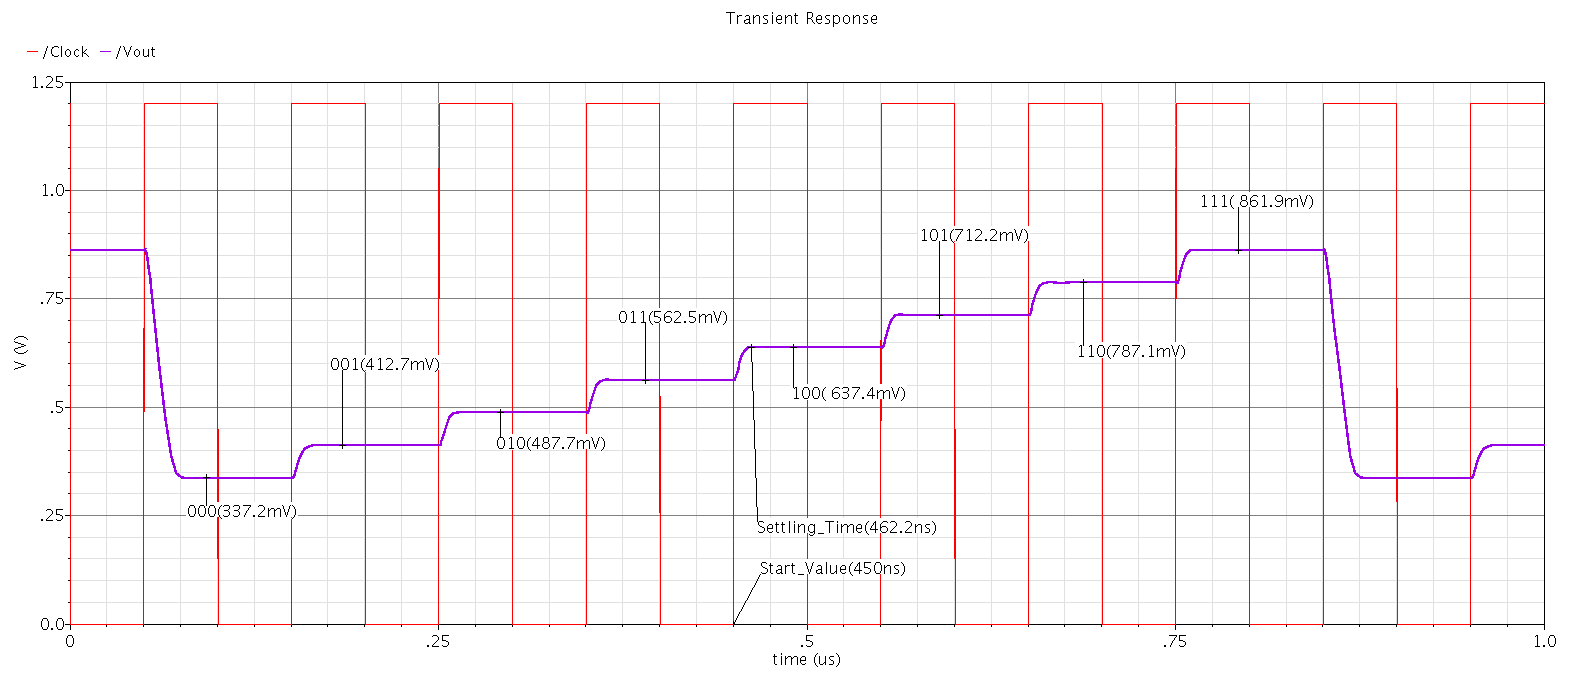 Transient Response
/Clock /Vout
1.25
1.0
.75
.5
.25
0.0
V (V)
111( 861.9mV)
101(712.2mV)
011(562.5mV)
110(787.1mV)
001(412.7mV)
100( 637.4mV)
010(487.7mV)
000(337.2mV)
Settling_Time(462.2ns)
Start_Value(450ns)
0 .25 .5 .75 1.0
time (us)